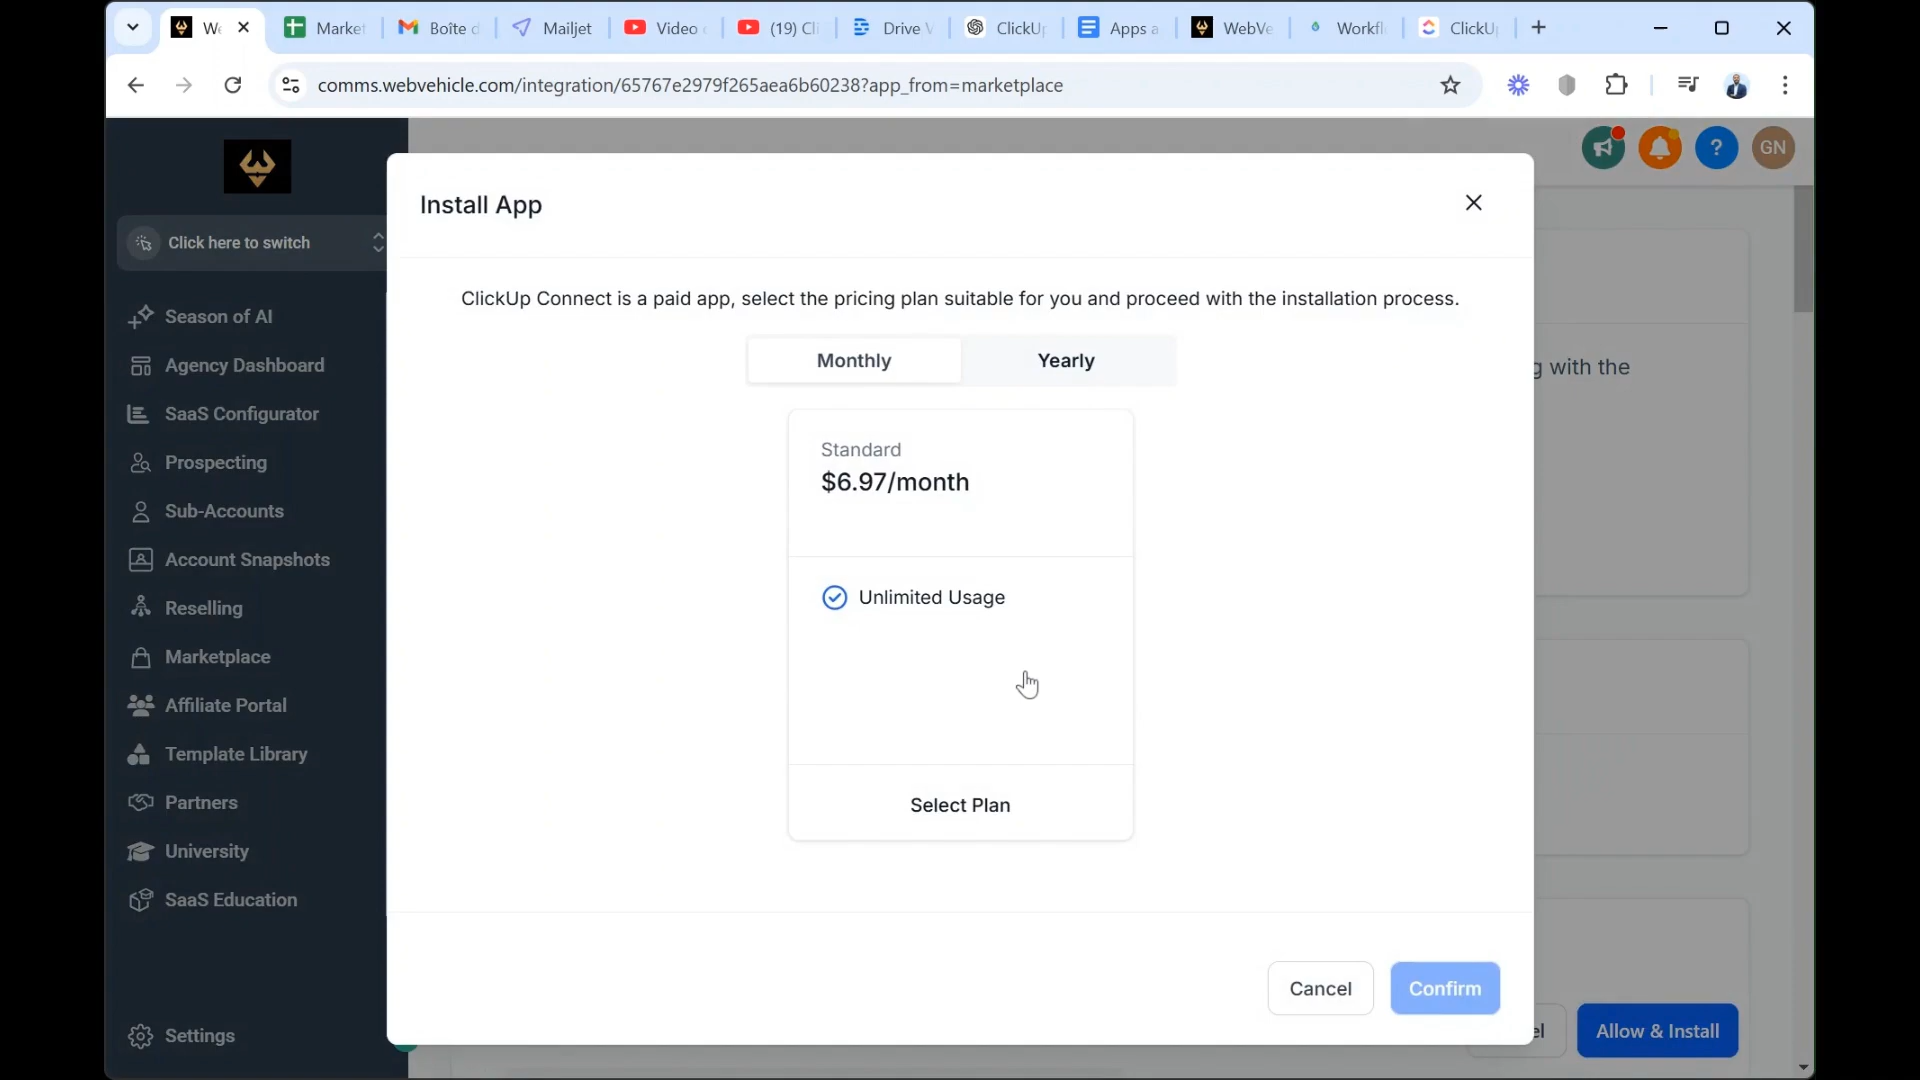 We
Market
Boîte d
Mailjet
Video
(19) Cli
Drive V
ClickUp
Apps a
WebVe
Workfl
ClickUp
comms.webvehicle.com/integration/65767e2979f265aea6b60238?app_from=marketplace
GN
Click here to switch
Season of AI
Agency Dashboard
SaaS Configurator
Prospecting
Sub-Accounts
Account Snapshots
Reselling
Marketplace
Affiliate Portal
Template Library
Partners
University
SaaS Education
Settings
Install App
ClickUp Connect is a paid app, select the pricing plan suitable for you and proceed with the installation process.
Monthly
Yearly
Standard
$6.97/month
Unlimited Usage
Select Plan
Cancel
Confirm
g with the
el
Allow & Install